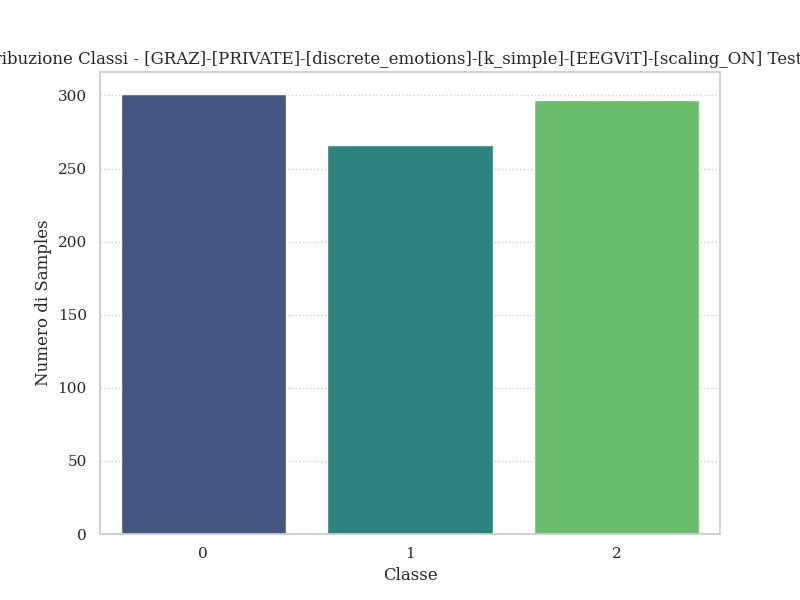 ribuzione Classi - [GRAZ]-[PRIVATE]-[discrete_emotions]-[k_simple]-[EEGViT]-[scaling_ON] Test
300
250
200
150
100
50
0
Numero di Samples
0 1 2
Classe